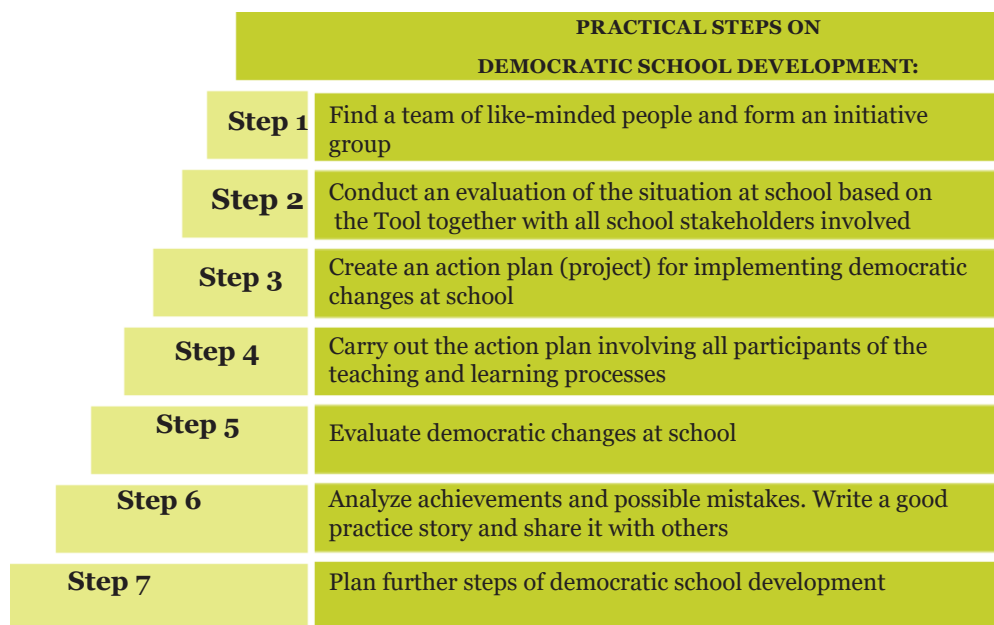 PRACTICAL STEPS ON
DEMOCRATIC SCHOOL DEVELOPMENT:
Step 1
Find a team of like-minded people and form an initiative
group
Step 2
Conduct an evaluation of the situation at school based on
the Tool together with all school stakeholders involved
Step 3
Create an action plan (project) for implementing democratic
changes at school
Step 4
Carry out the action plan involving all participants of the
teaching and learning processes
Step 5
Evaluate democratic changes at school
Step 6
Analyze achievements and possible mistakes. Write a good
practice story and share it with others
Step 7
Plan further steps of democratic school development